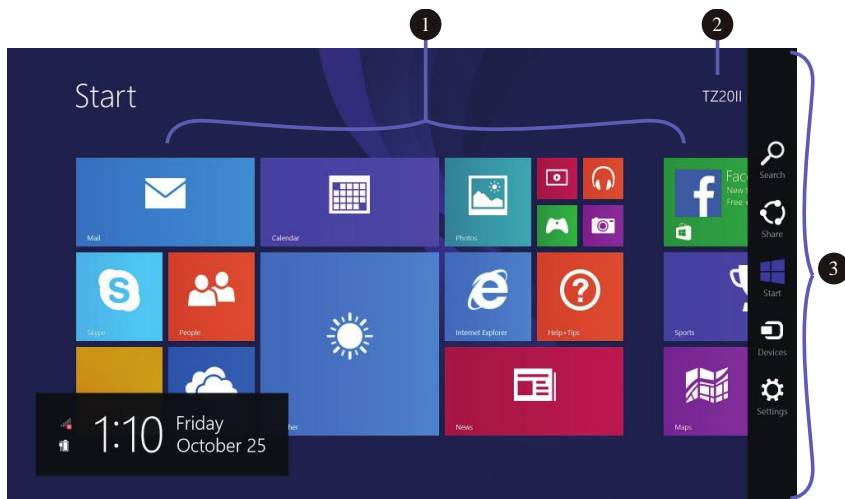 1
2
Start
TZ20II
Search
Share
Start
Devices
Settings
3
Mail
Calendar
Photos
Skype
People
Internet Explorer
Help+Tips
Sports
News
Maps
Free
f
S
e
?
1:10
Friday
October 25